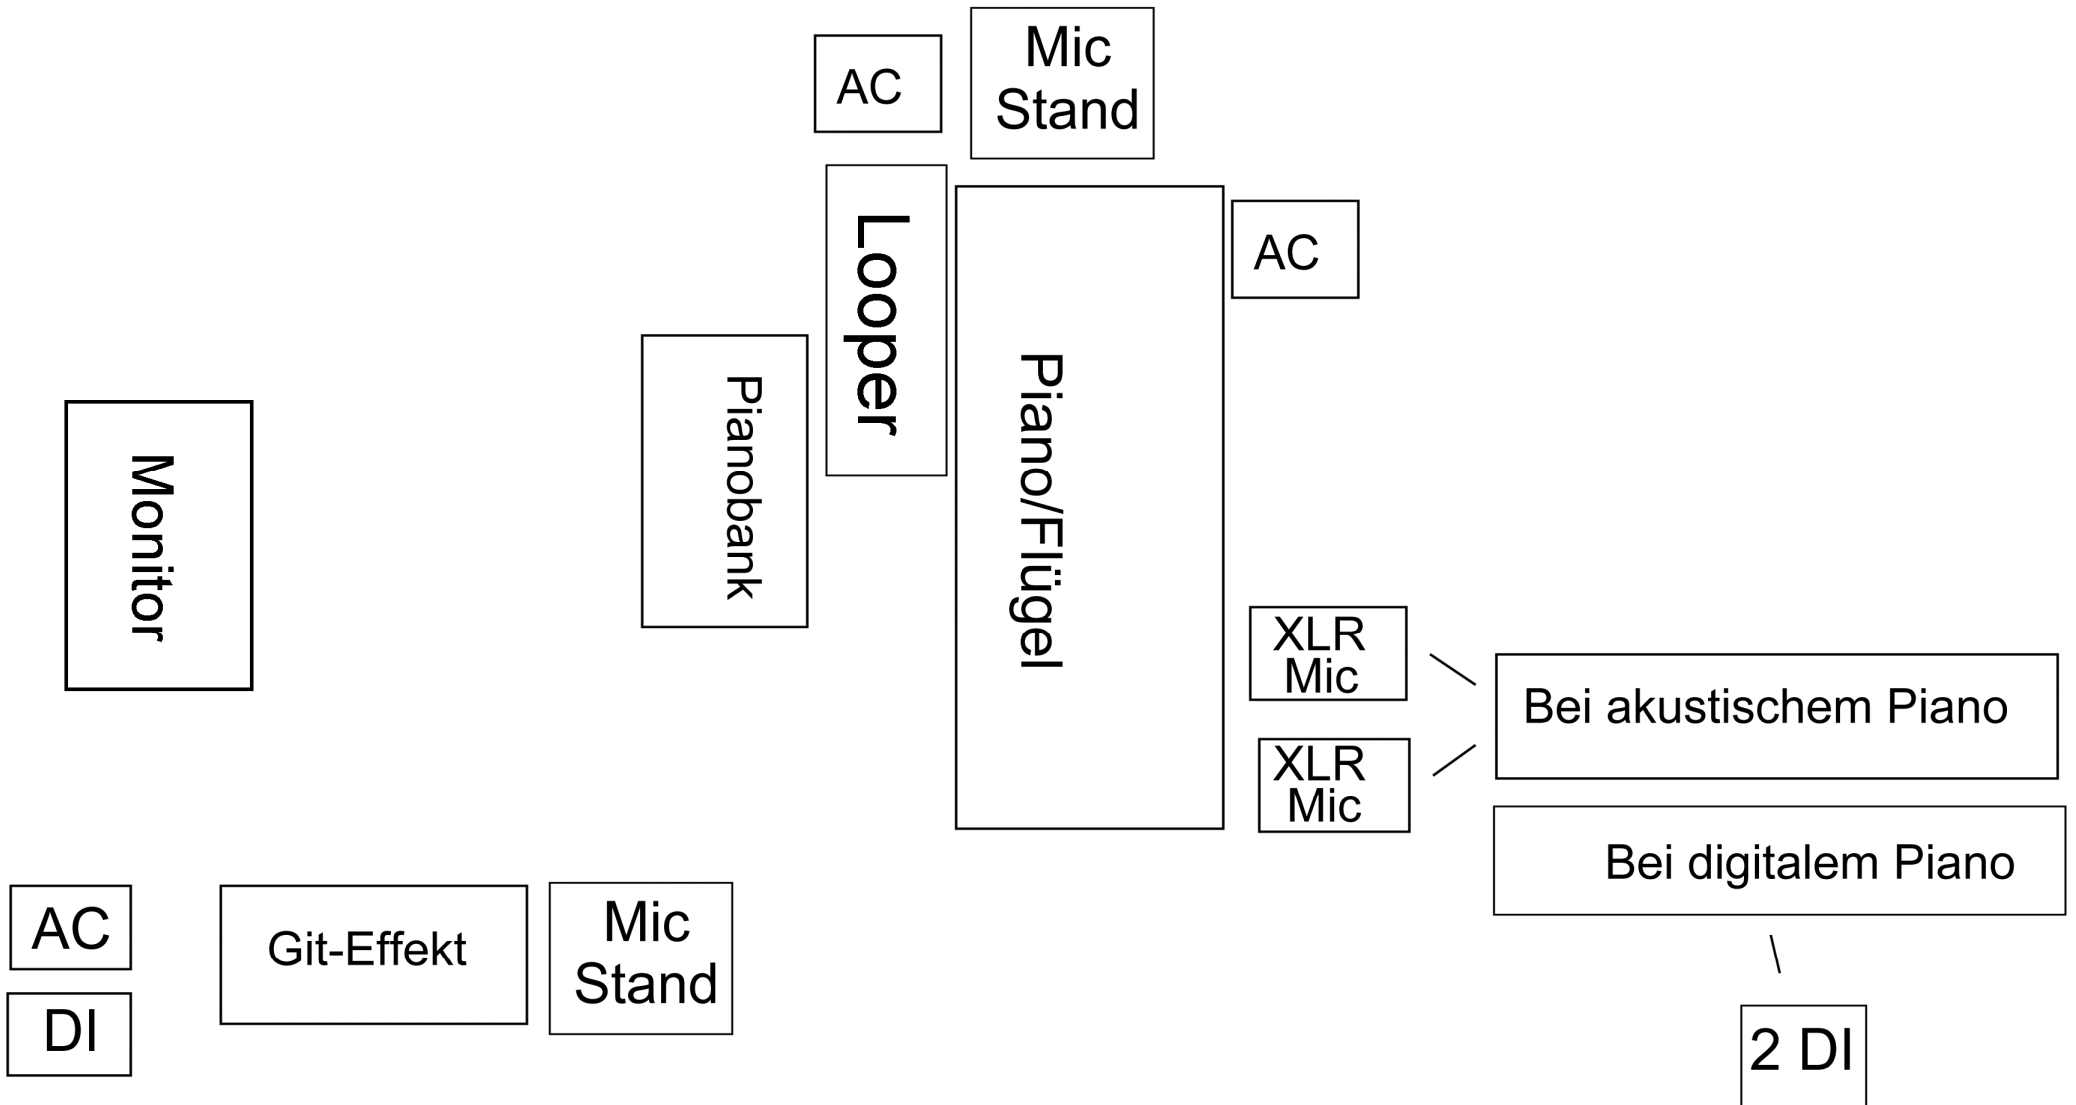 AC
Mic
Stand
Looper
Piano/Flügel
AC
Pianobank
Monitor
XLR
Mic
XLR
Mic
Bei akustischem Piano
Bei digitalem Piano
AC
Git-Effekt
Mic
Stand
DI
2 DI